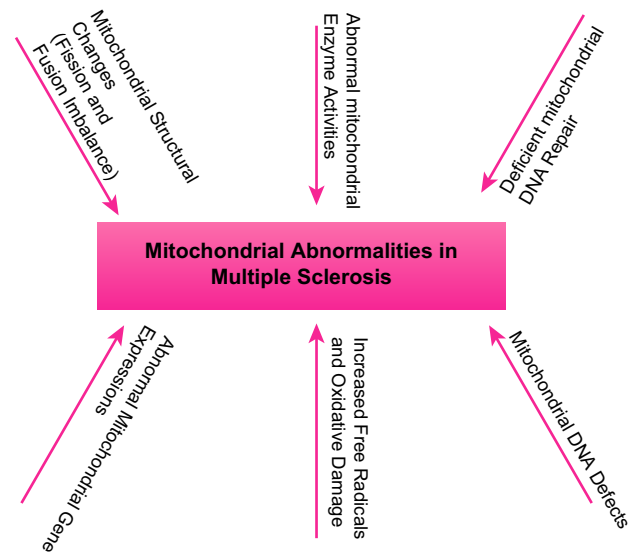 Mitochondrial Structural
Changes
(Fission and
Fusion Imbalance)
Abnormal mitochondrial
Enzyme Activities
Deficient mitochondrial
DNA Repair
Mitochondrial Abnormalities in
Multiple Sclerosis
Abnormal Mitochondrial Gene
Expressions
Increased Free Radicals
and Oxidative Damage
Mitochondrial DNA Defects